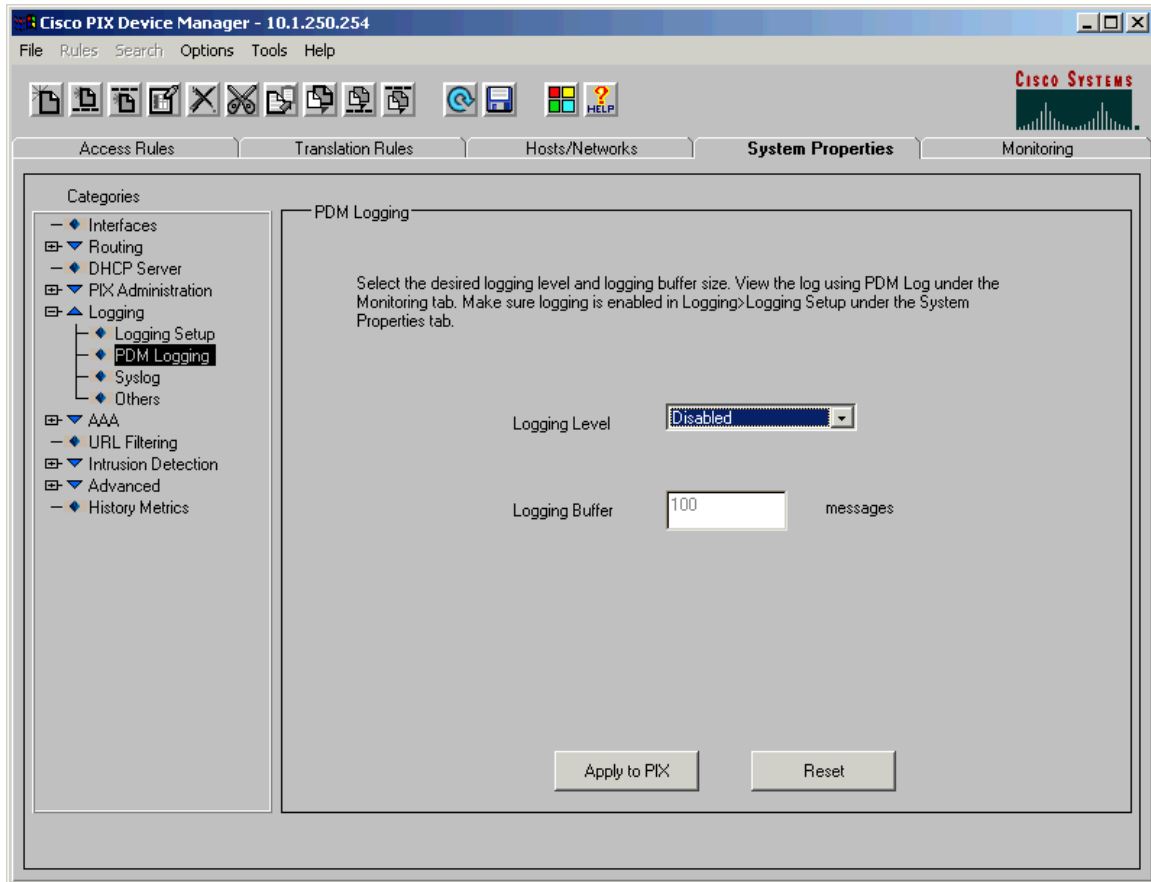 Cisco PIX Device Manager - 10.1.250.254
File Rules Search Options Tools Help
HELP
CISCO SYSTEMS
Access Rules Translation Rules Hosts/Networks System Properties Monitoring
Categories
Interfaces
Routing
DHCP Server
PIX Administration
Logging
Logging Setup
PDM Logging
Syslog
Others
AAA
URL Filtering
Intrusion Detection
Advanced
History Metrics
PDM Logging
Select the desired logging level and logging buffer size. View the log using PDM Log under the
Monitoring tab. Make sure logging is enabled in Logging>Logging Setup under the System
Properties tab.
Logging Level Disabled
Logging Buffer 100 messages
Apply to PIX Reset